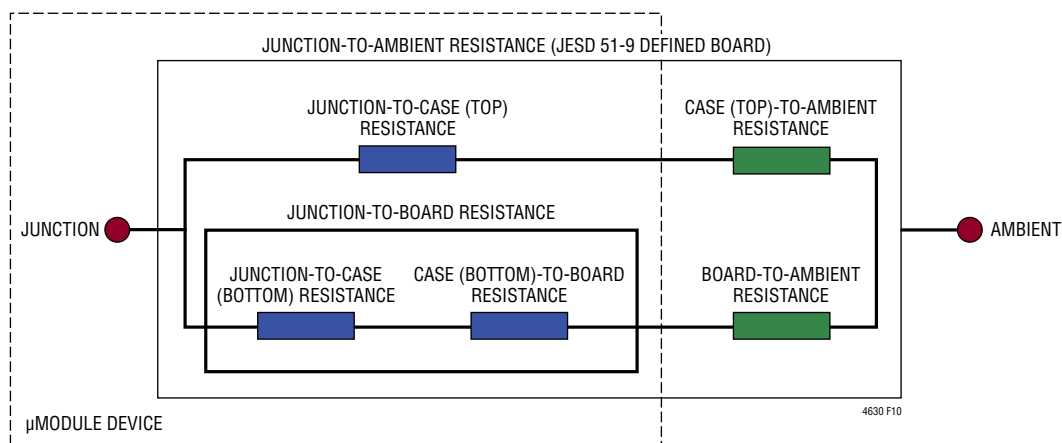 JUNCTION-TO-AMBIENT RESISTANCE (JESD 51-9 DEFINED BOARD)
JUNCTION-TO-CASE (TOP)
RESISTANCE
CASE (TOP)-TO-AMBIENT
RESISTANCE
JUNCTION-TO-BOARD RESISTANCE
JUNCTION
AMBIENT
JUNCTION-TO-CASE
(BOTTOM) RESISTANCE
CASE (BOTTOM)-TO-BOARD
RESISTANCE
BOARD-TO-AMBIENT
RESISTANCE
4630 F10
µMODULE DEVICE